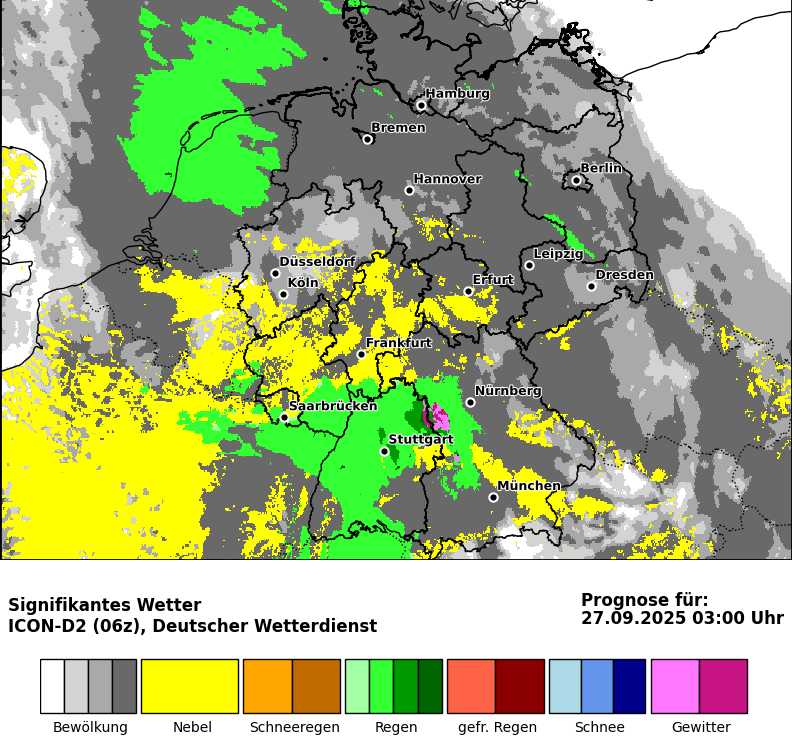 Hamburg
Bremen
Berlin
Hannover
Düsseldorf
Leipzig
Köln
Erfurt
Dresden
Frankfurt
Nürnberg
Saarbrücken
Stuttgart
München
Signifikantes Wetter
ICON-D2 (06z), Deutscher Wetterdienst
Prognose für:
27.09.2025 03:00 Uhr
Bewölkung Nebel Schneeregen Regen gefr. Regen Schnee Gewitter